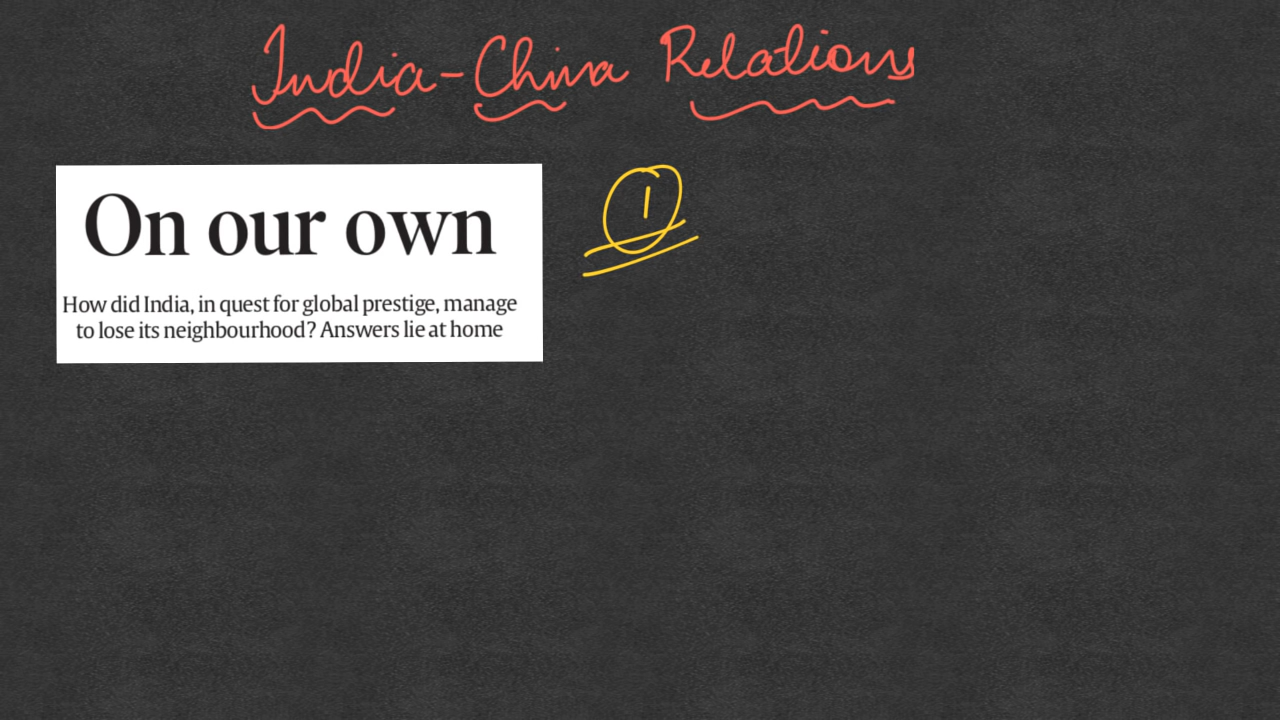 India-China Relations
On our own
1
How did India, in quest for global prestige, manage
to lose its neighbourhood? Answers lie at home